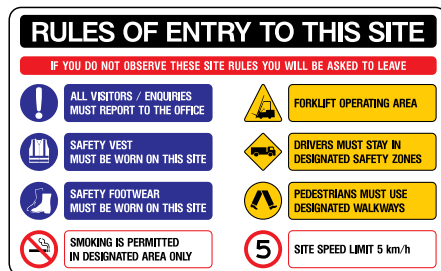 RULES OF ENTRY TO THIS SITE
IF YOU DO NOT OBSERVE THESE SITE RULES YOU WILL BE ASKED TO LEAVE
ALL VISITORS / ENQUIRIES
MUST REPORT TO THE OFFICE
SAFETY VEST
MUST BE WORN ON THIS SITE
SAFETY FOOTWEAR
MUST BE WORN ON THIS SITE
SMOKING IS PERMITTED
IN DESIGNATED AREA ONLY
FORKLIFT OPERATING AREA
DRIVERS MUST STAY IN
DESIGNATED SAFETY ZONES
PEDESTRIANS MUST USE
DESIGNATED WALKWAYS
5
SITE SPEED LIMIT 5 km/h